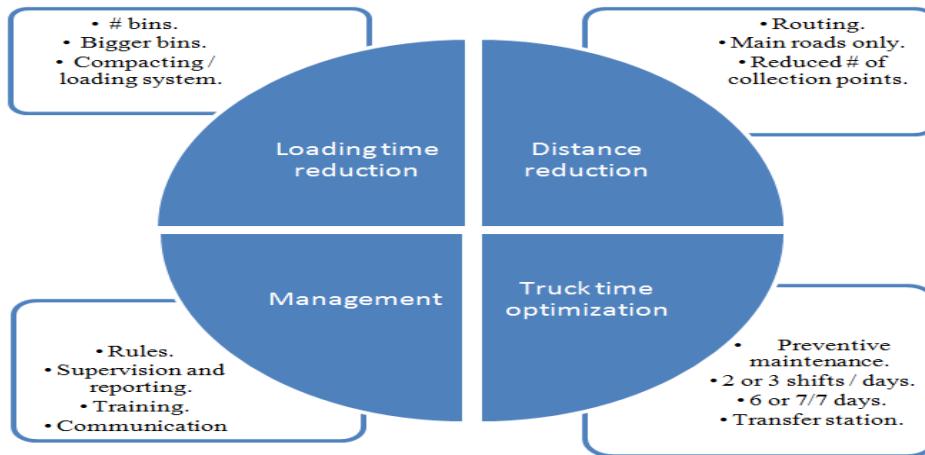 • # bins.
• Bigger bins.
• Compacting /
loading system.
• Routing.
• Main roads only.
• Reduced # of
collection points.
Loading time
reduction
Distance
reduction
Management
Truck time
optimization
• Rules.
• Supervision and
reporting.
• Training.
• Communication
• Preventive
maintenance.
• 2 or 3 shifts / days.
• 6 or 7/7 days.
• Transfer station.